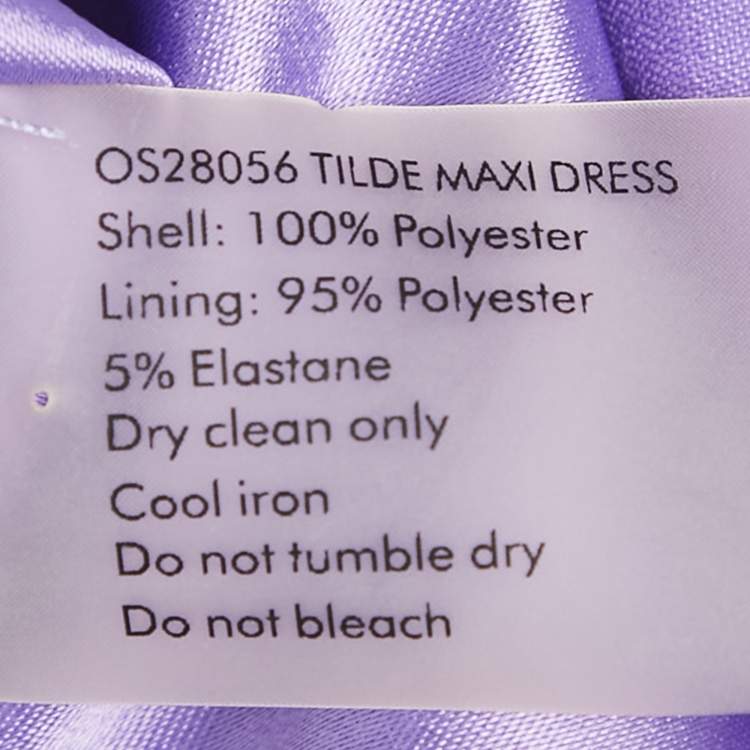 OS28056 TILDE MAXI DRESS
Shell: 100% Polyester
Lining: 95% Polyester
5% Elastane
Dry clean only
Cool iron
Do not tumble dry
Do not bleach